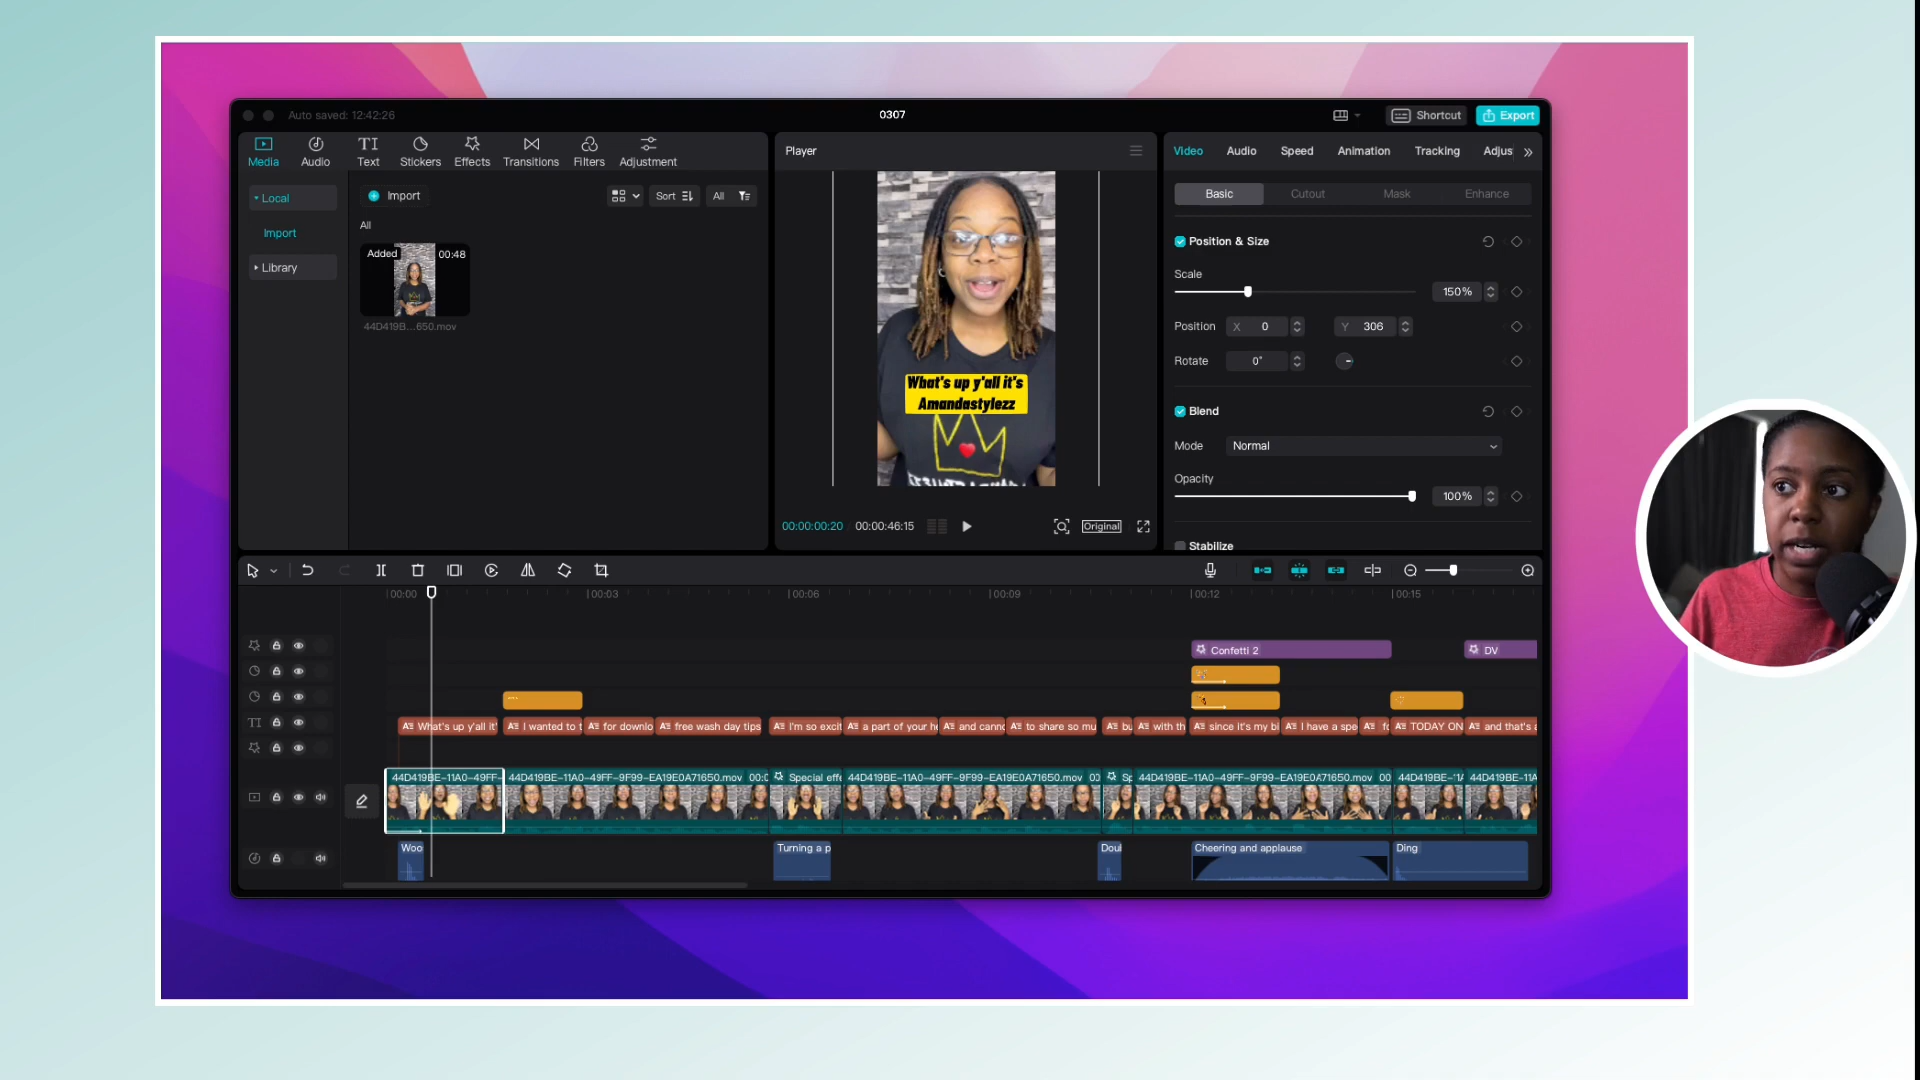 Auto saved: 12:42:26
0307
Shortcut
Export
Media
Audio
Text
Stickers
Effects
Transitions
Filters
Adjustment
Local
Import
Library
Import
Sort
All
All
Added
00:48
44D419B...650.mov
Player
What's up y'all it's
Amandastylezz
00:00:00:20
00:00:46:15
Original
Video
Audio
Speed
Animation
Tracking
Adjus
Basic
Cutout
Mask
Enhance
Position & Size
Scale
150%
Position
X 0
Y 306
Rotate
0°
Blend
Mode
Normal
Opacity
100%
Stabilize
00:00
00:03
00:06
00:09
00:12
00:15
Confetti 2
DV
What's up y'all it'
I wanted to t
for downlo
free wash day tips
I'm so excit
a part of your he
and canno
to share so mu
bu
with th
since it's my bi
I have a spe
TODAY ON
and that's a
44D419BE-11A0-49FF-
44D419BE-11A0-49FF-9F99-EA19E0A71650.mov 00:0
Special effe
44D419BE-11A0-49FF-9F99-EA19E0A71650.mov 00
Sp
44D419BE-11A0-49FF-9F99-EA19E0A71650.mov 00
44D419BE-11A
44D419BE-11A
Woo
Turning a p
Doul
Cheering and applause
Ding